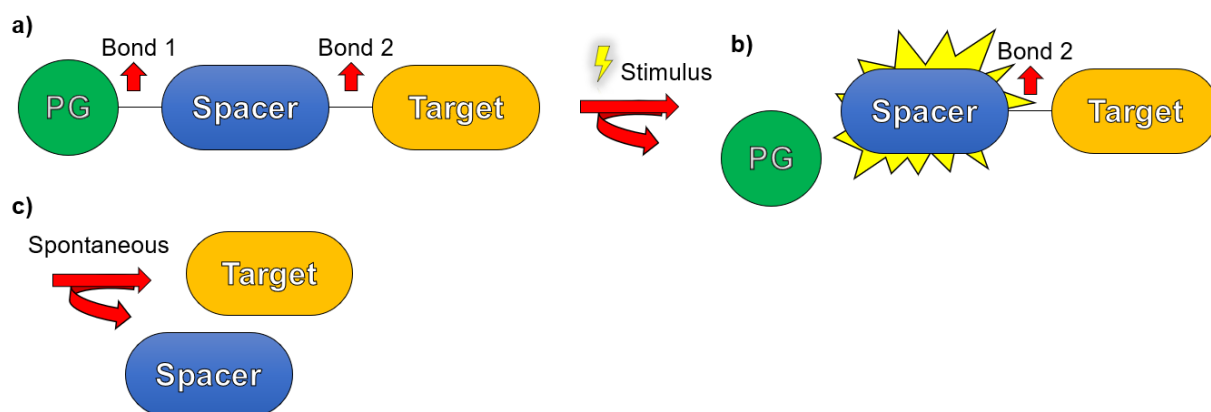 a)
Bond 1
Bond 2
PG
Spacer
Target
Stimulus
b)
Bond 2
Spacer
Target
PG
c)
Spontaneous
Target
Spacer